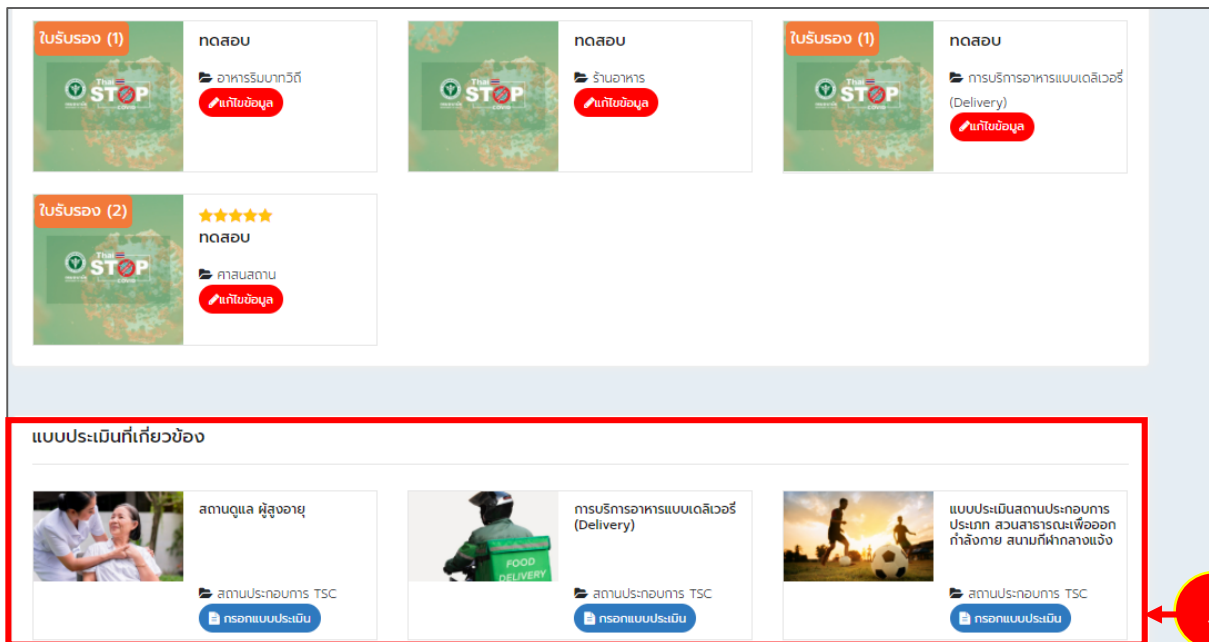 ใบรับรอง (1)
ทดสอบ
อาหารริมบาทวิถี
แก้ไขข้อมูล
Thai
STOP
COVID
ทดสอบ
ร้านอาหาร
แก้ไขข้อมูล
Thai
STOP
COVID
ใบรับรอง (1)
ทดสอบ
การบริการอาหารแบบเดลิเวอรี่
(Delivery)
แก้ไขข้อมูล
Thai
STOP
COVID
ใบรับรอง (2)
ทดสอบ
ศาสนสถาน
แก้ไขข้อมูล
Thai
STOP
COVID
แบบประเมินที่เกี่ยวข้อง
สถานดูแล ผู้สูงอายุ
สถานประกอบการ TSC
กรอกแบบประเมิน
การบริการอาหารแบบเดลิเวอรี่
(Delivery)
FOOD
DELIVERY
สถานประกอบการ TSC
กรอกแบบประเมิน
แบบประเมินสถานประกอบการ
ประเภท สวนสาธารณะเพื่อออก
กำลังกาย สนามกีฬากลางแจ้ง
สถานประกอบการ TSC
กรอกแบบประเมิน